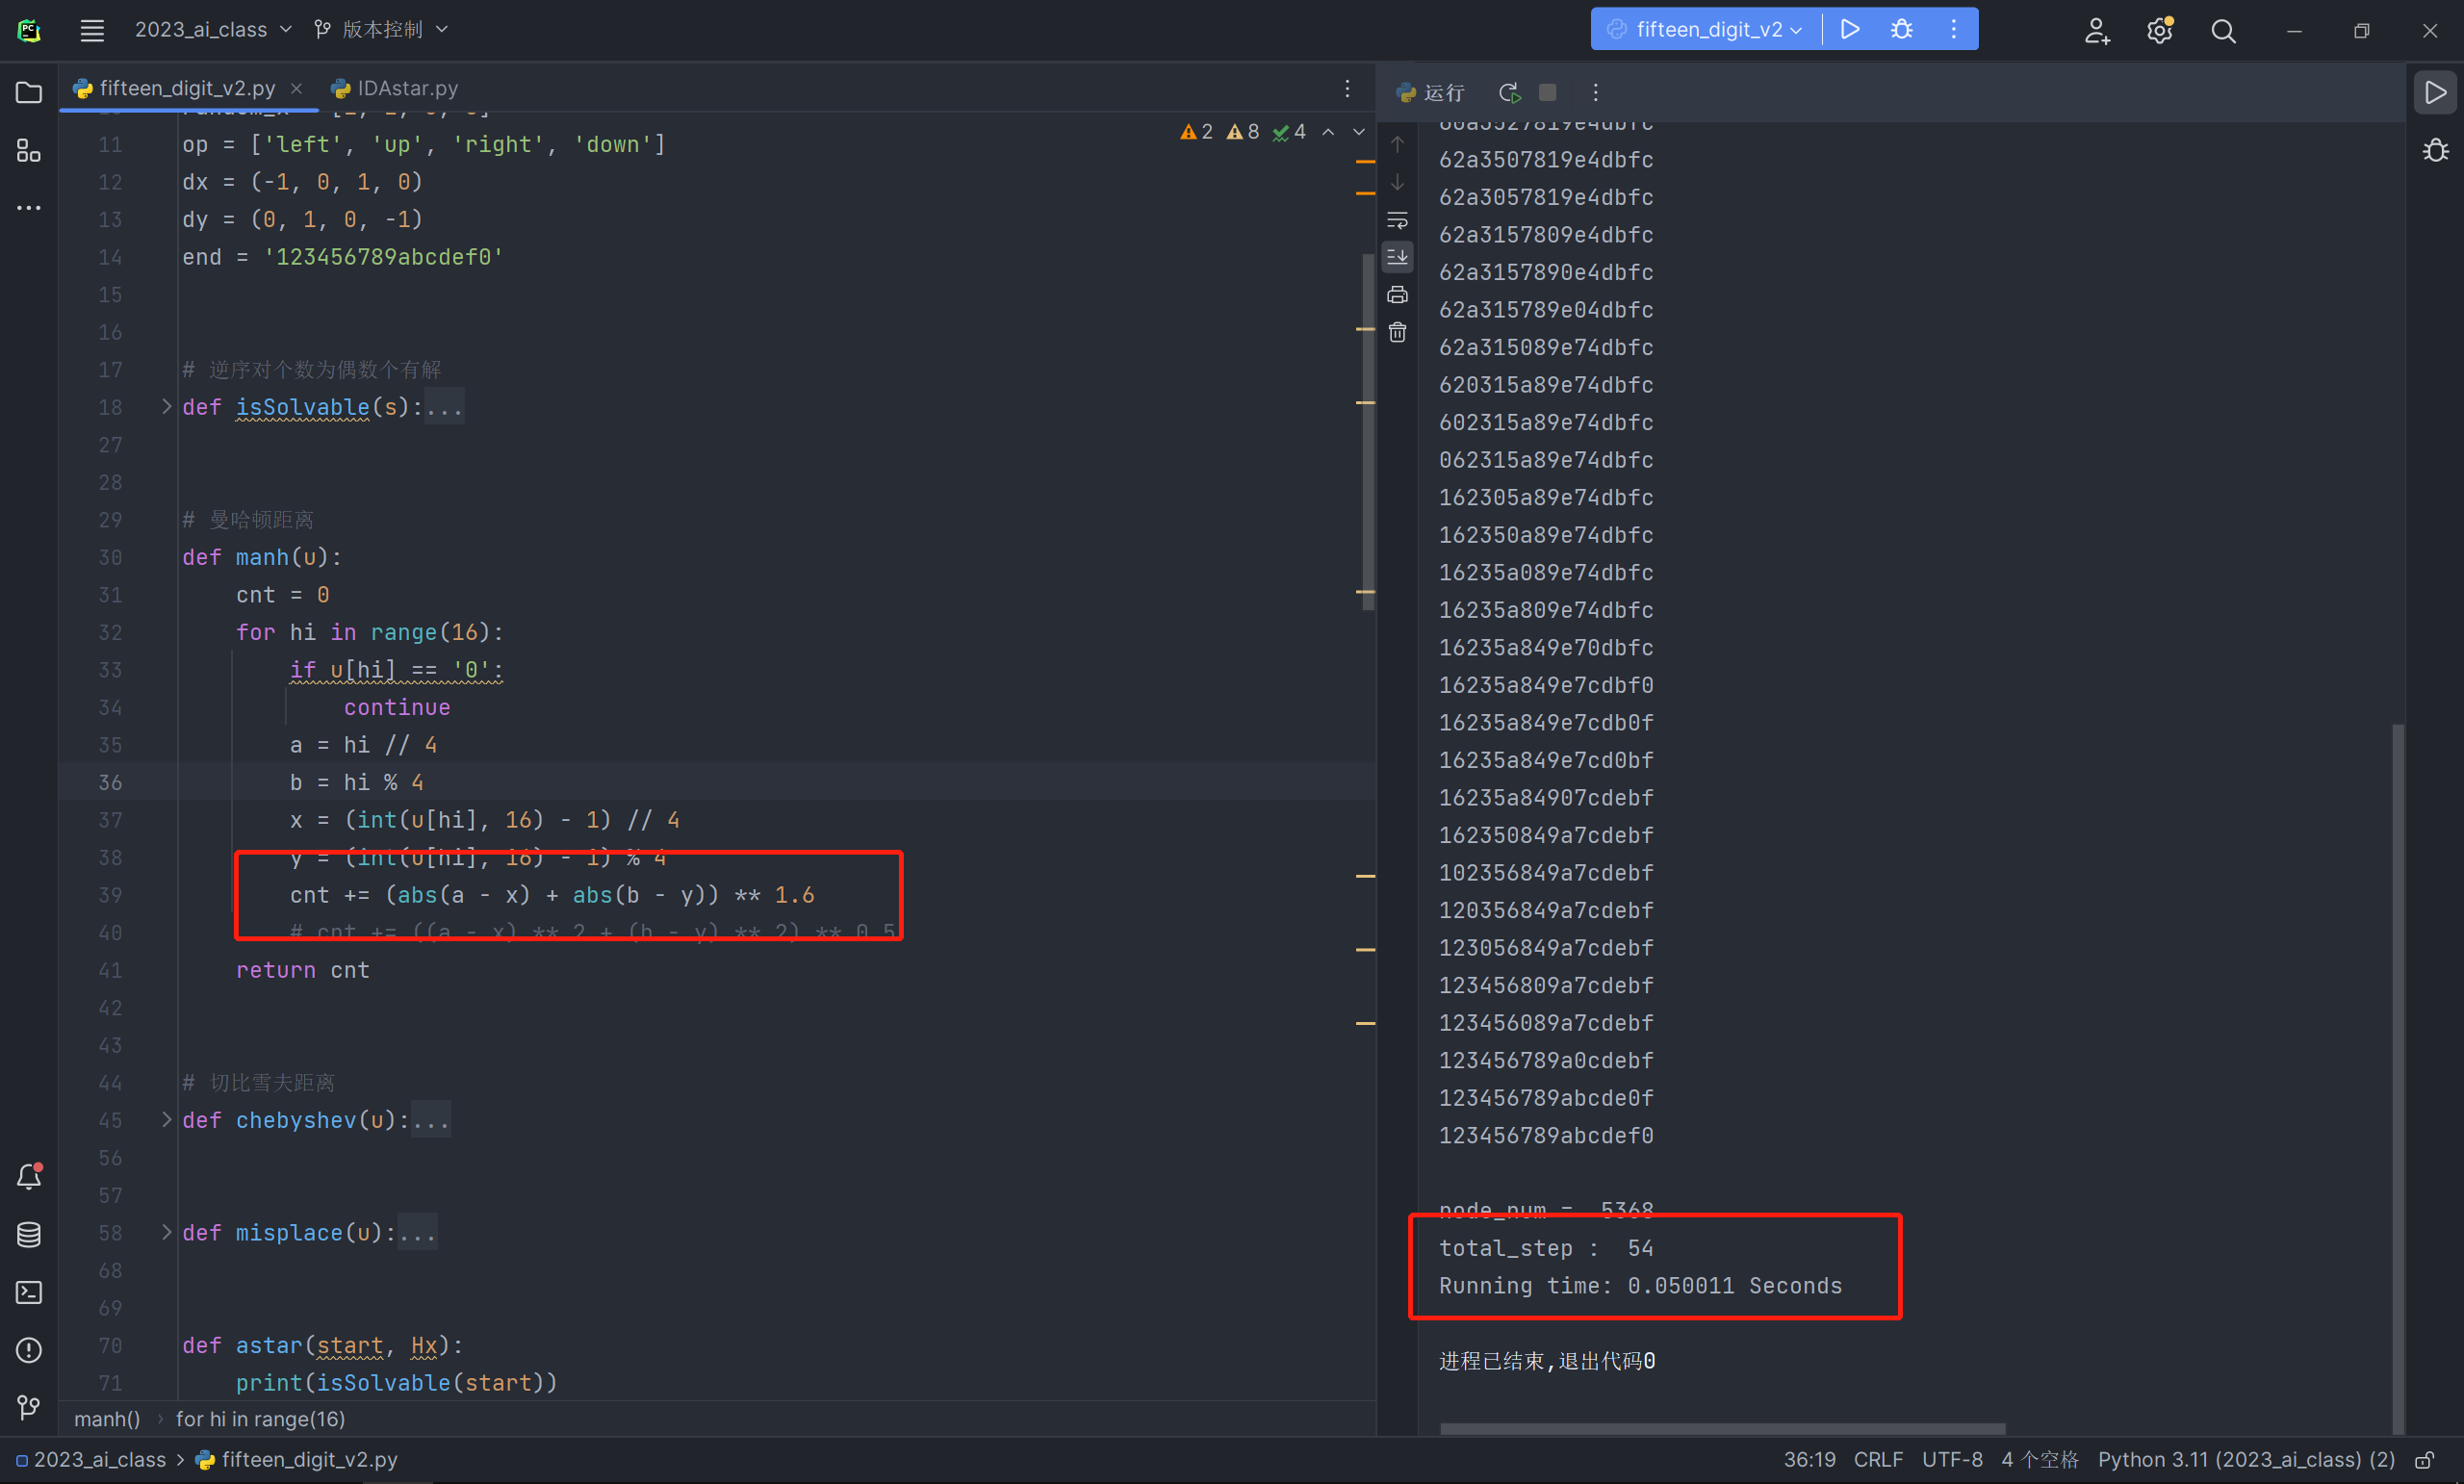 2023_ai_class 版本控制
fifteen_digit_v2
fifteen_digit_v2.py
IDAstar.py
2 8 4
11 op = ['left', 'up', 'right', 'down']
12 dx = (-1, 0, 1, 0)
13 dy = (0, 1, 0, -1)
14 end = '123456789abcdef0'
15
16
17 # 逆序对个数为偶数个有解
18 def isSolvable(s):...
27
28
29 # 曼哈顿距离
30 def manh(u):
31 cnt = 0
32 for hi in range(16):
33 if u[hi] == '0':
34 continue
35 a = hi // 4
36 b = hi % 4
37 x = (int(u[hi], 16) - 1) // 4
38 y = (int(u[hi], 16) - 1) % 4
39 cnt += (abs(a - x) + abs(b - y)) ** 1.6
40 # cnt += ((a - x) ** 2 + (b - y) ** 2) ** 0.5
41 return cnt
42
43
44 # 切比雪夫距离
45 def chebyshev(u):...
56
57
58 def misplace(u):...
68
69
70 def astar(start, Hx):
71 print(isSolvable(start))
manh() › for hi in range(16)
运行
62a3507819e4dbfc
62a3057819e4dbfc
62a3157809e4dbfc
62a3157890e4dbfc
62a315789e04dbfc
62a315089e74dbfc
620315a89e74dbfc
602315a89e74dbfc
062315a89e74dbfc
162305a89e74dbfc
162350a89e74dbfc
16235a089e74dbfc
16235a809e74dbfc
16235a849e70dbfc
16235a849e7cdbf0
16235a849e7cdb0f
16235a849e7cd0bf
16235a84907cdebf
162350849a7cdebf
102356849a7cdebf
120356849a7cdebf
123056849a7cdebf
123456809a7cdebf
123456089a7cdebf
123456789a0cdebf
123456789abcde0f
123456789abcdef0
node_num = 5368
total_step : 54
Running time: 0.050011 Seconds
进程已结束,退出代码0
2023_ai_class > fifteen_digit_v2.py
36:19 CRLF UTF-8 4 个空格 Python 3.11 (2023_ai_class) (2)